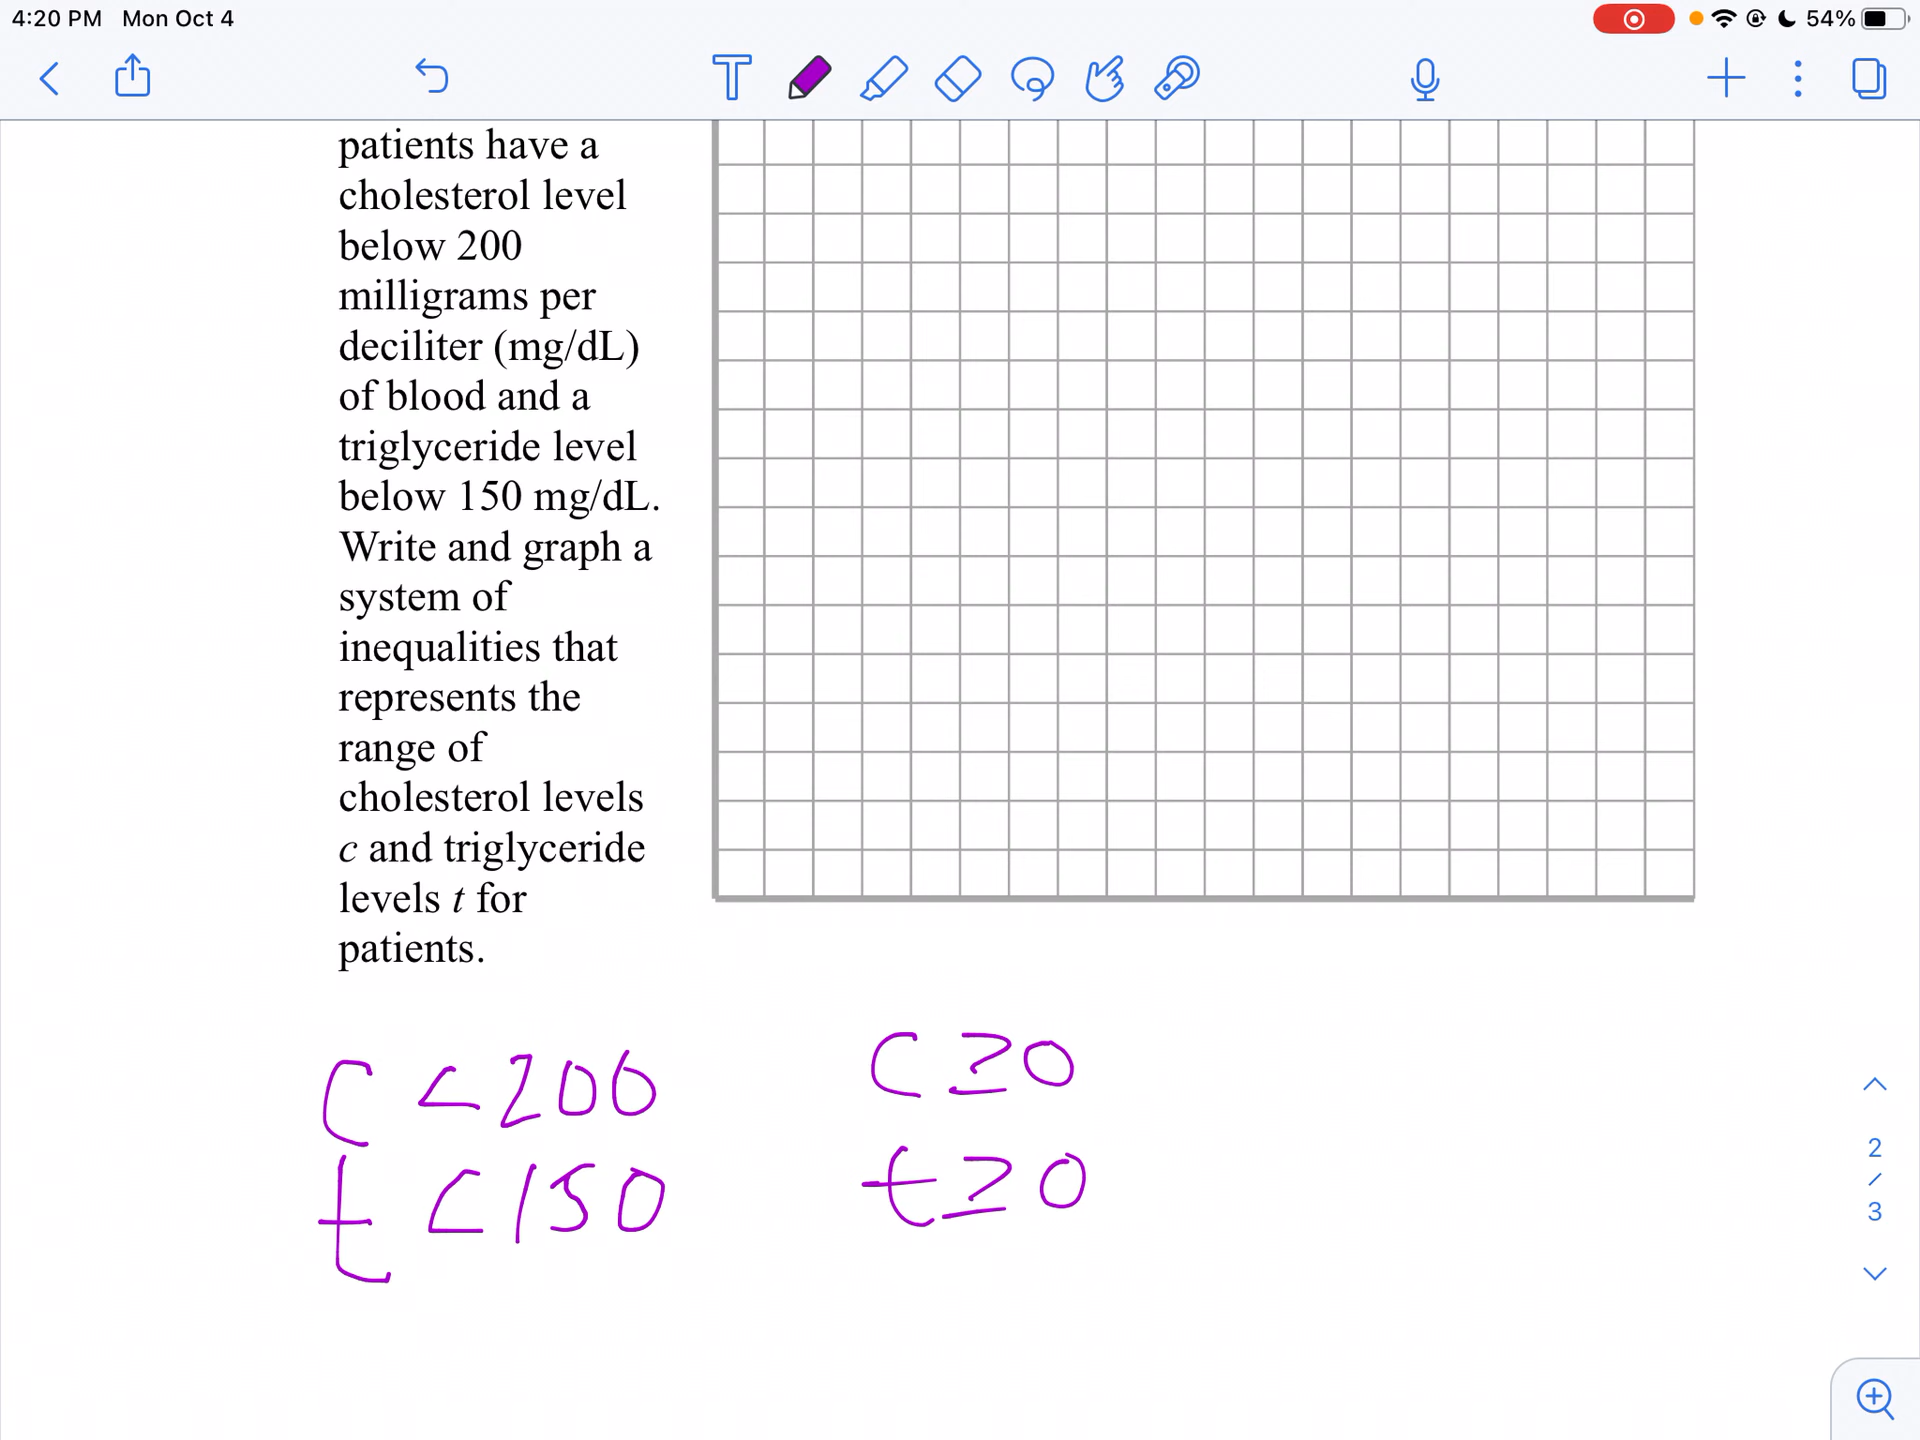 4:20 PM Mon Oct 4 54%
T
patients have a
cholesterol level
below 200
milligrams per
deciliter (mg/dL)
of blood and a
triglyceride level
below 150 mg/dL.
Write and graph a
system of
inequalities that
represents the
range of
cholesterol levels
c and triglyceride
levels t for
patients.
C < 200
t < 150
C ≥ 0
t ≥ 0
2
/
3